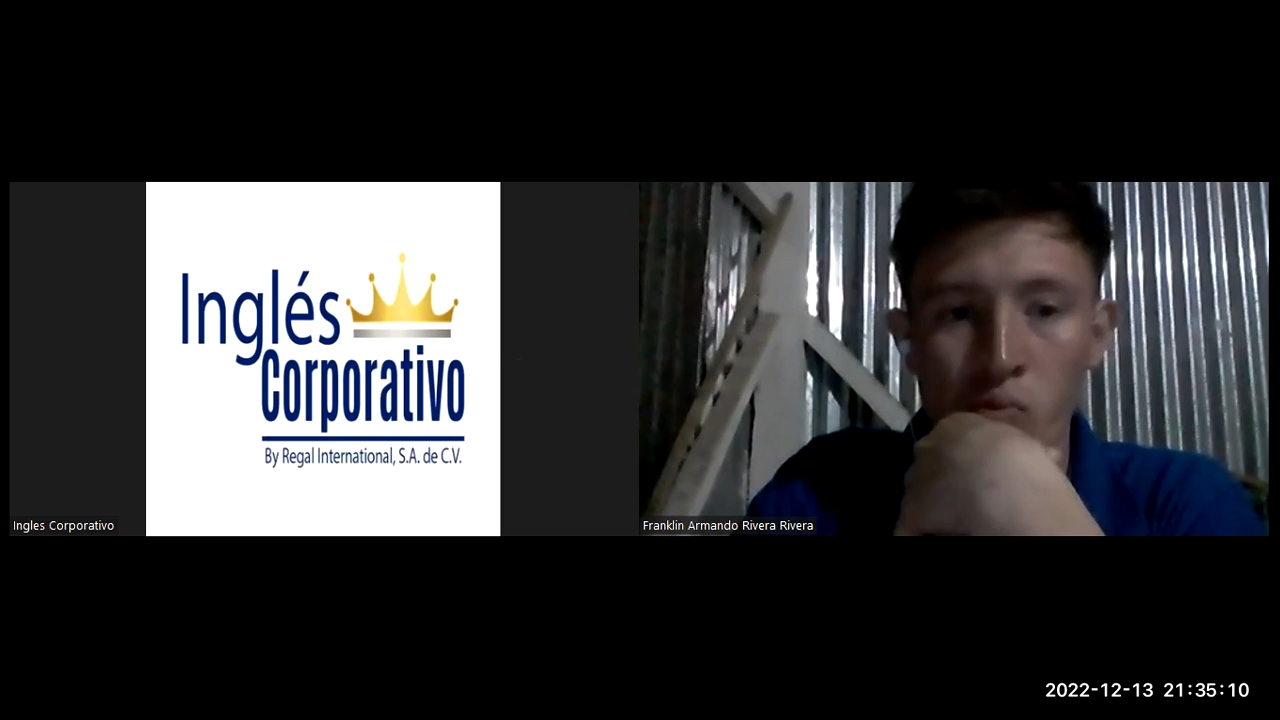 Inglés
Corporativo
By Regal International, S.A. de C.V.
Ingles Corporativo
Franklin Armando Rivera Rivera
2022-12-13 21:35:10